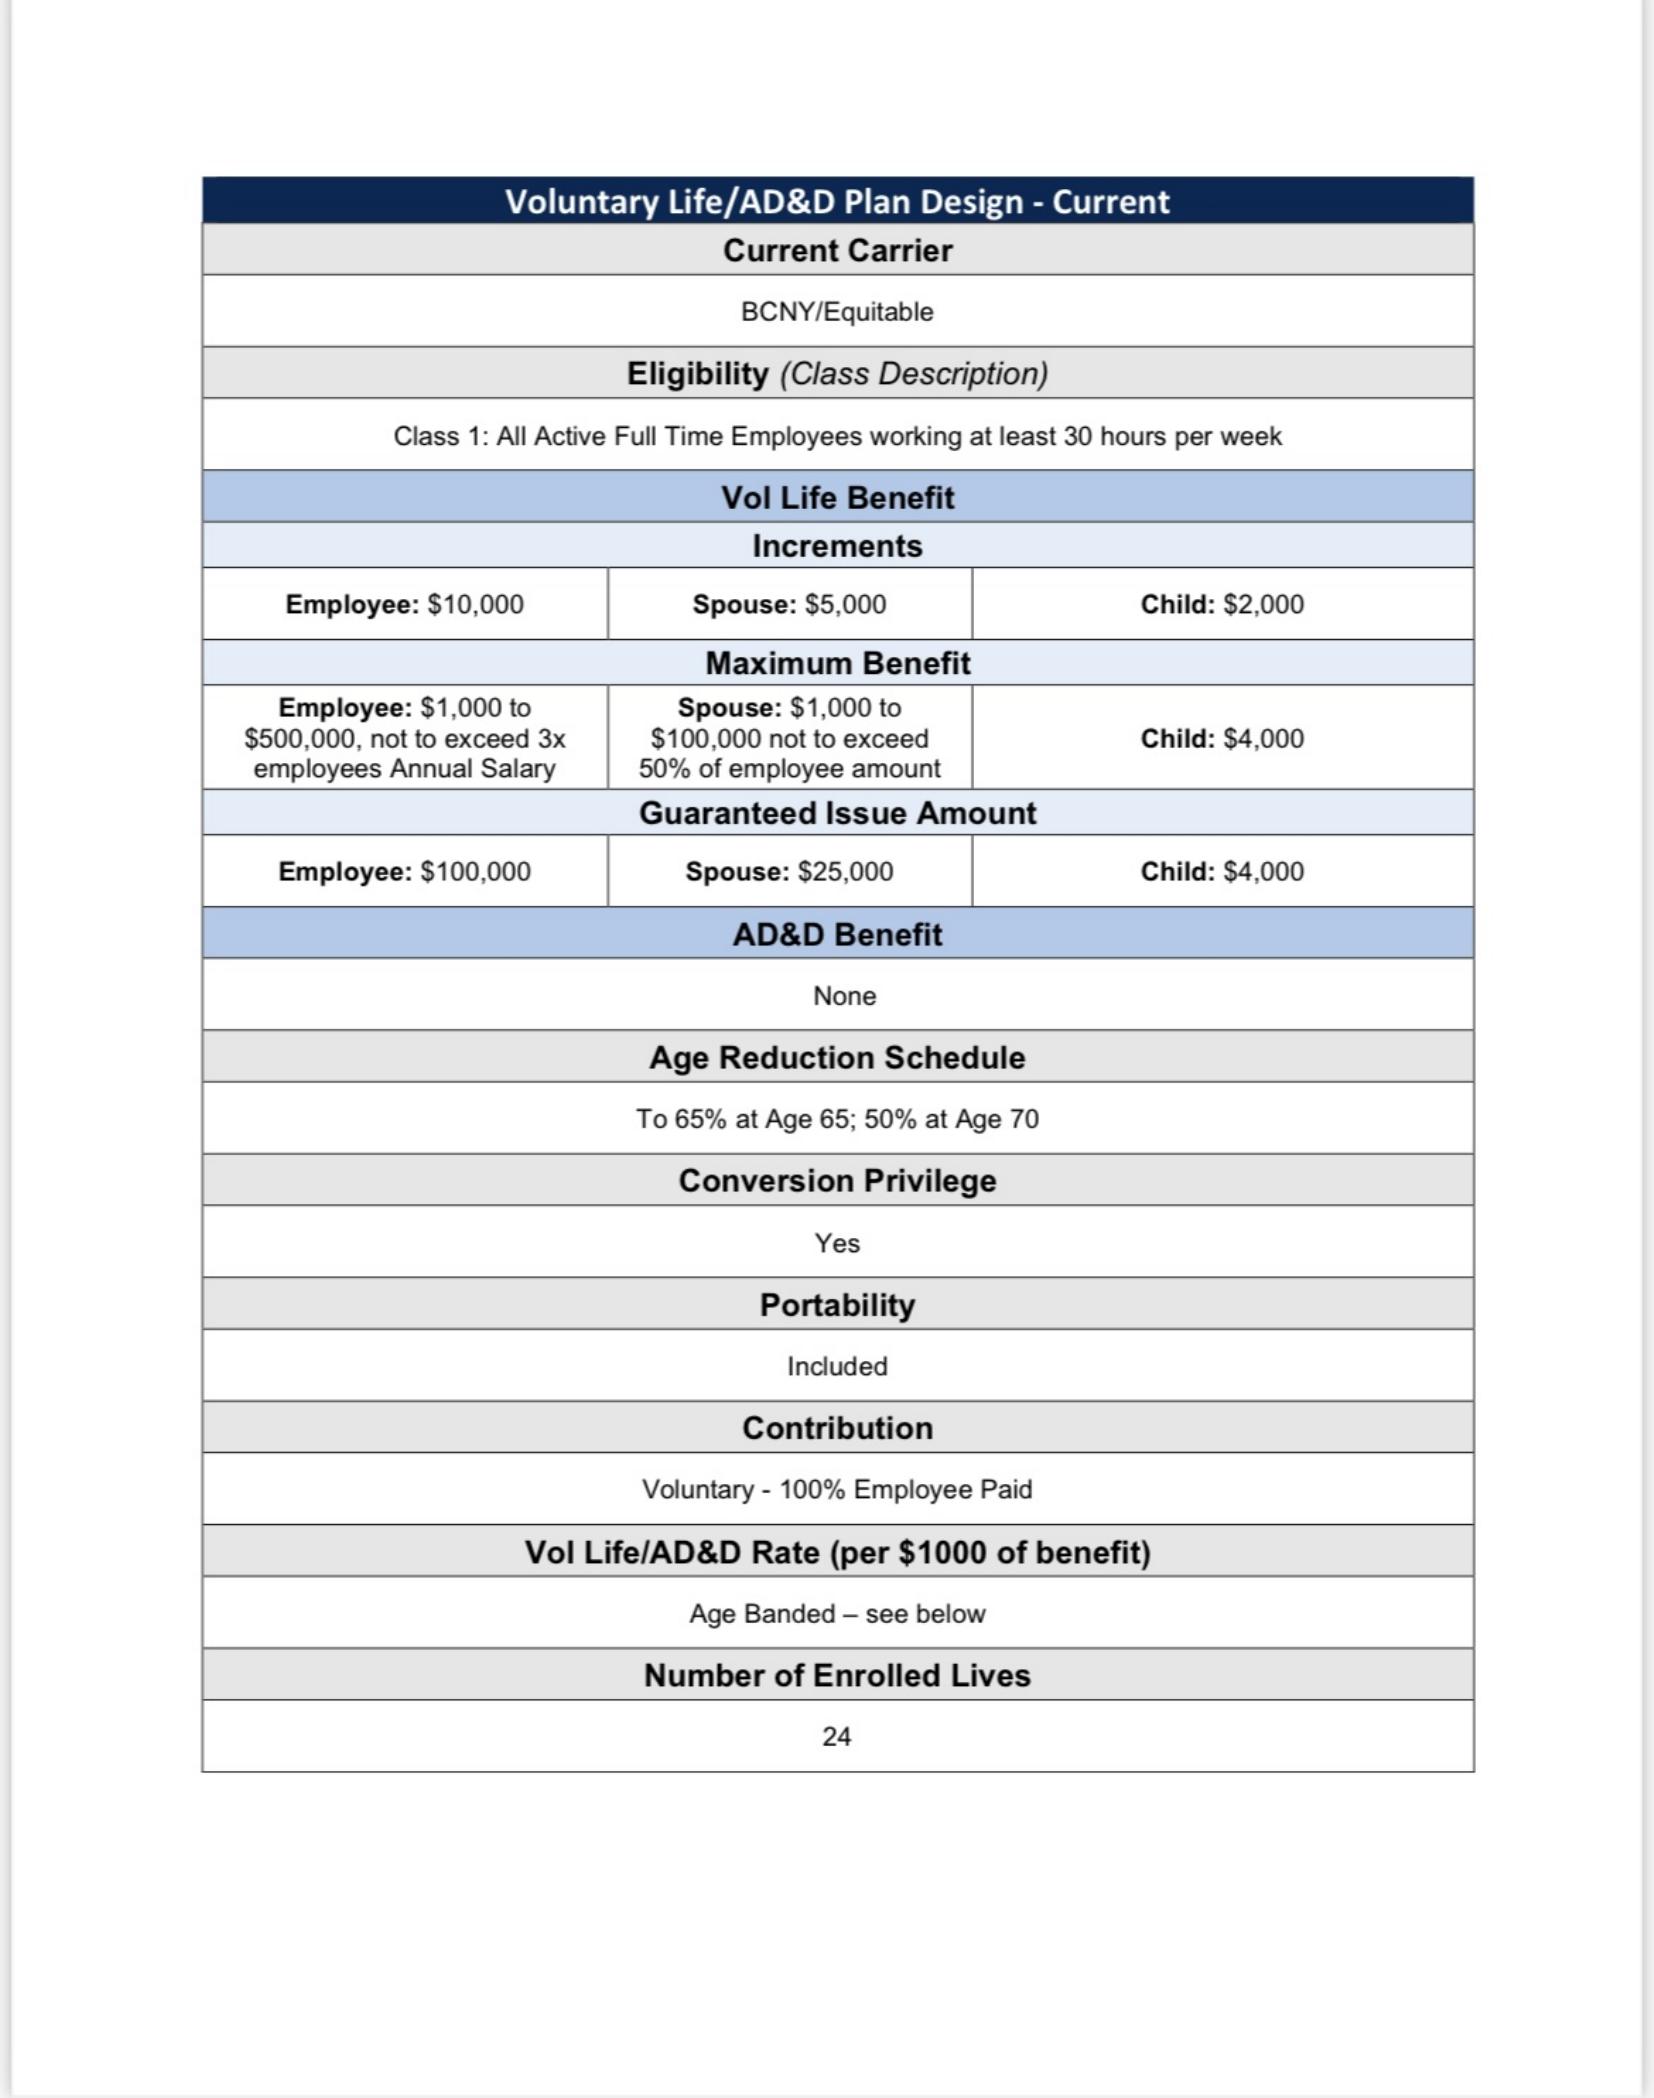 Voluntary Life/AD&D Plan Design - Current
Current Carrier
BCNY/Equitable
Eligibility (Class Description)
Class 1: All Active Full Time Employees working at least 30 hours per week
Vol Life Benefit
Increments
Employee: $10,000
Spouse: $5,000
Child: $2,000
Maximum Benefit
Employee: $1,000 to
$500,000, not to exceed 3x
employees Annual Salary
Spouse: $1,000 to
$100,000 not to exceed
50% of employee amount
Child: $4,000
Guaranteed Issue Amount
Employee: $100,000
Spouse: $25,000
Child: $4,000
AD&D Benefit
None
Age Reduction Schedule
To 65% at Age 65; 50% at Age 70
Conversion Privilege
Yes
Portability
Included
Contribution
Voluntary - 100% Employee Paid
Vol Life/AD&D Rate (per $1000 of benefit)
Age Banded – see below
Number of Enrolled Lives
24